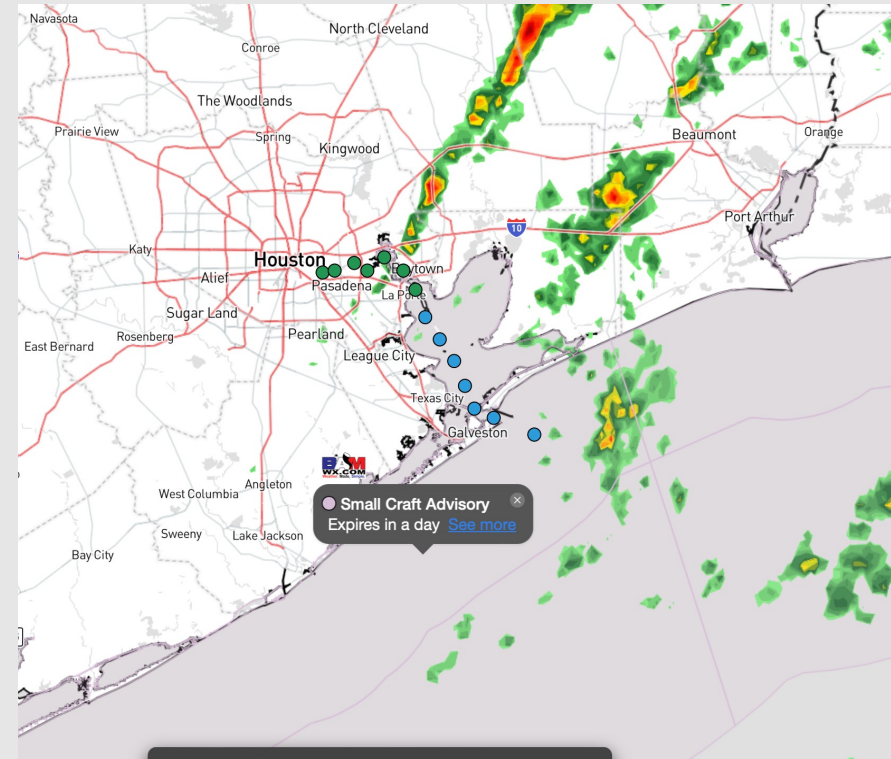 Navasota
North Cleveland
Conroe
The Woodlands
Prairie View
Spring
Kingwood
Beaumont
Orange
Port Arthur
10
Katy
Houston
Baytown
Alief
Pasadena
La Porte
Sugar Land
Pearland
Rosenberg
East Bernard
League City
Texas City
Galveston
WX.COM
Angleton
West Columbia
Small Craft Advisory
Expires in a day See more
Sweeny
Lake Jackson
Bay City